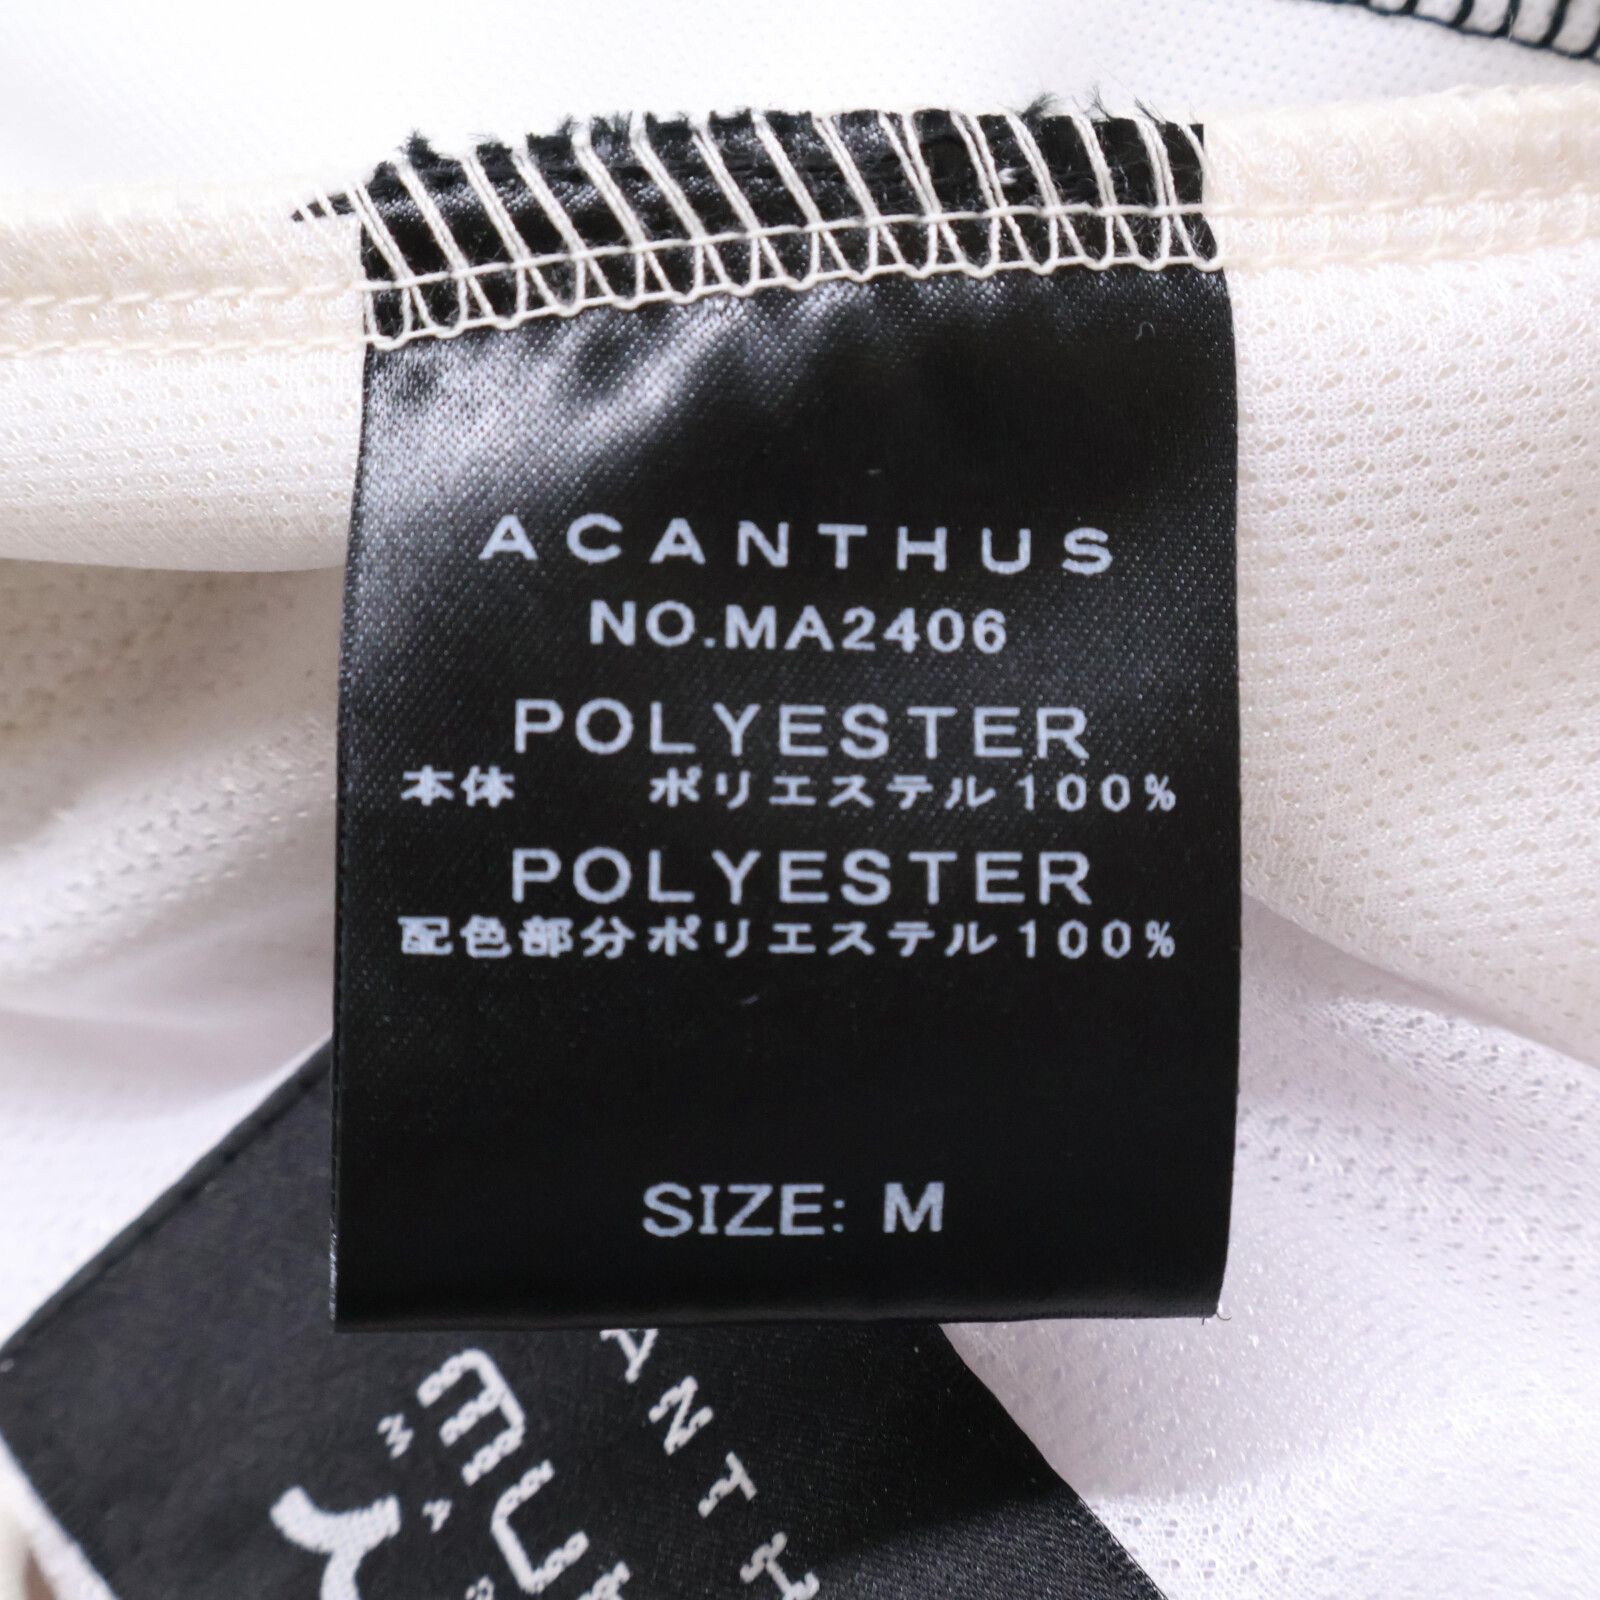 ACANTHUS
NO.MA2406
POLYESTER
本体 ポリエステル100%
POLYESTER
配色部分ポリエステル100%
SIZE: M